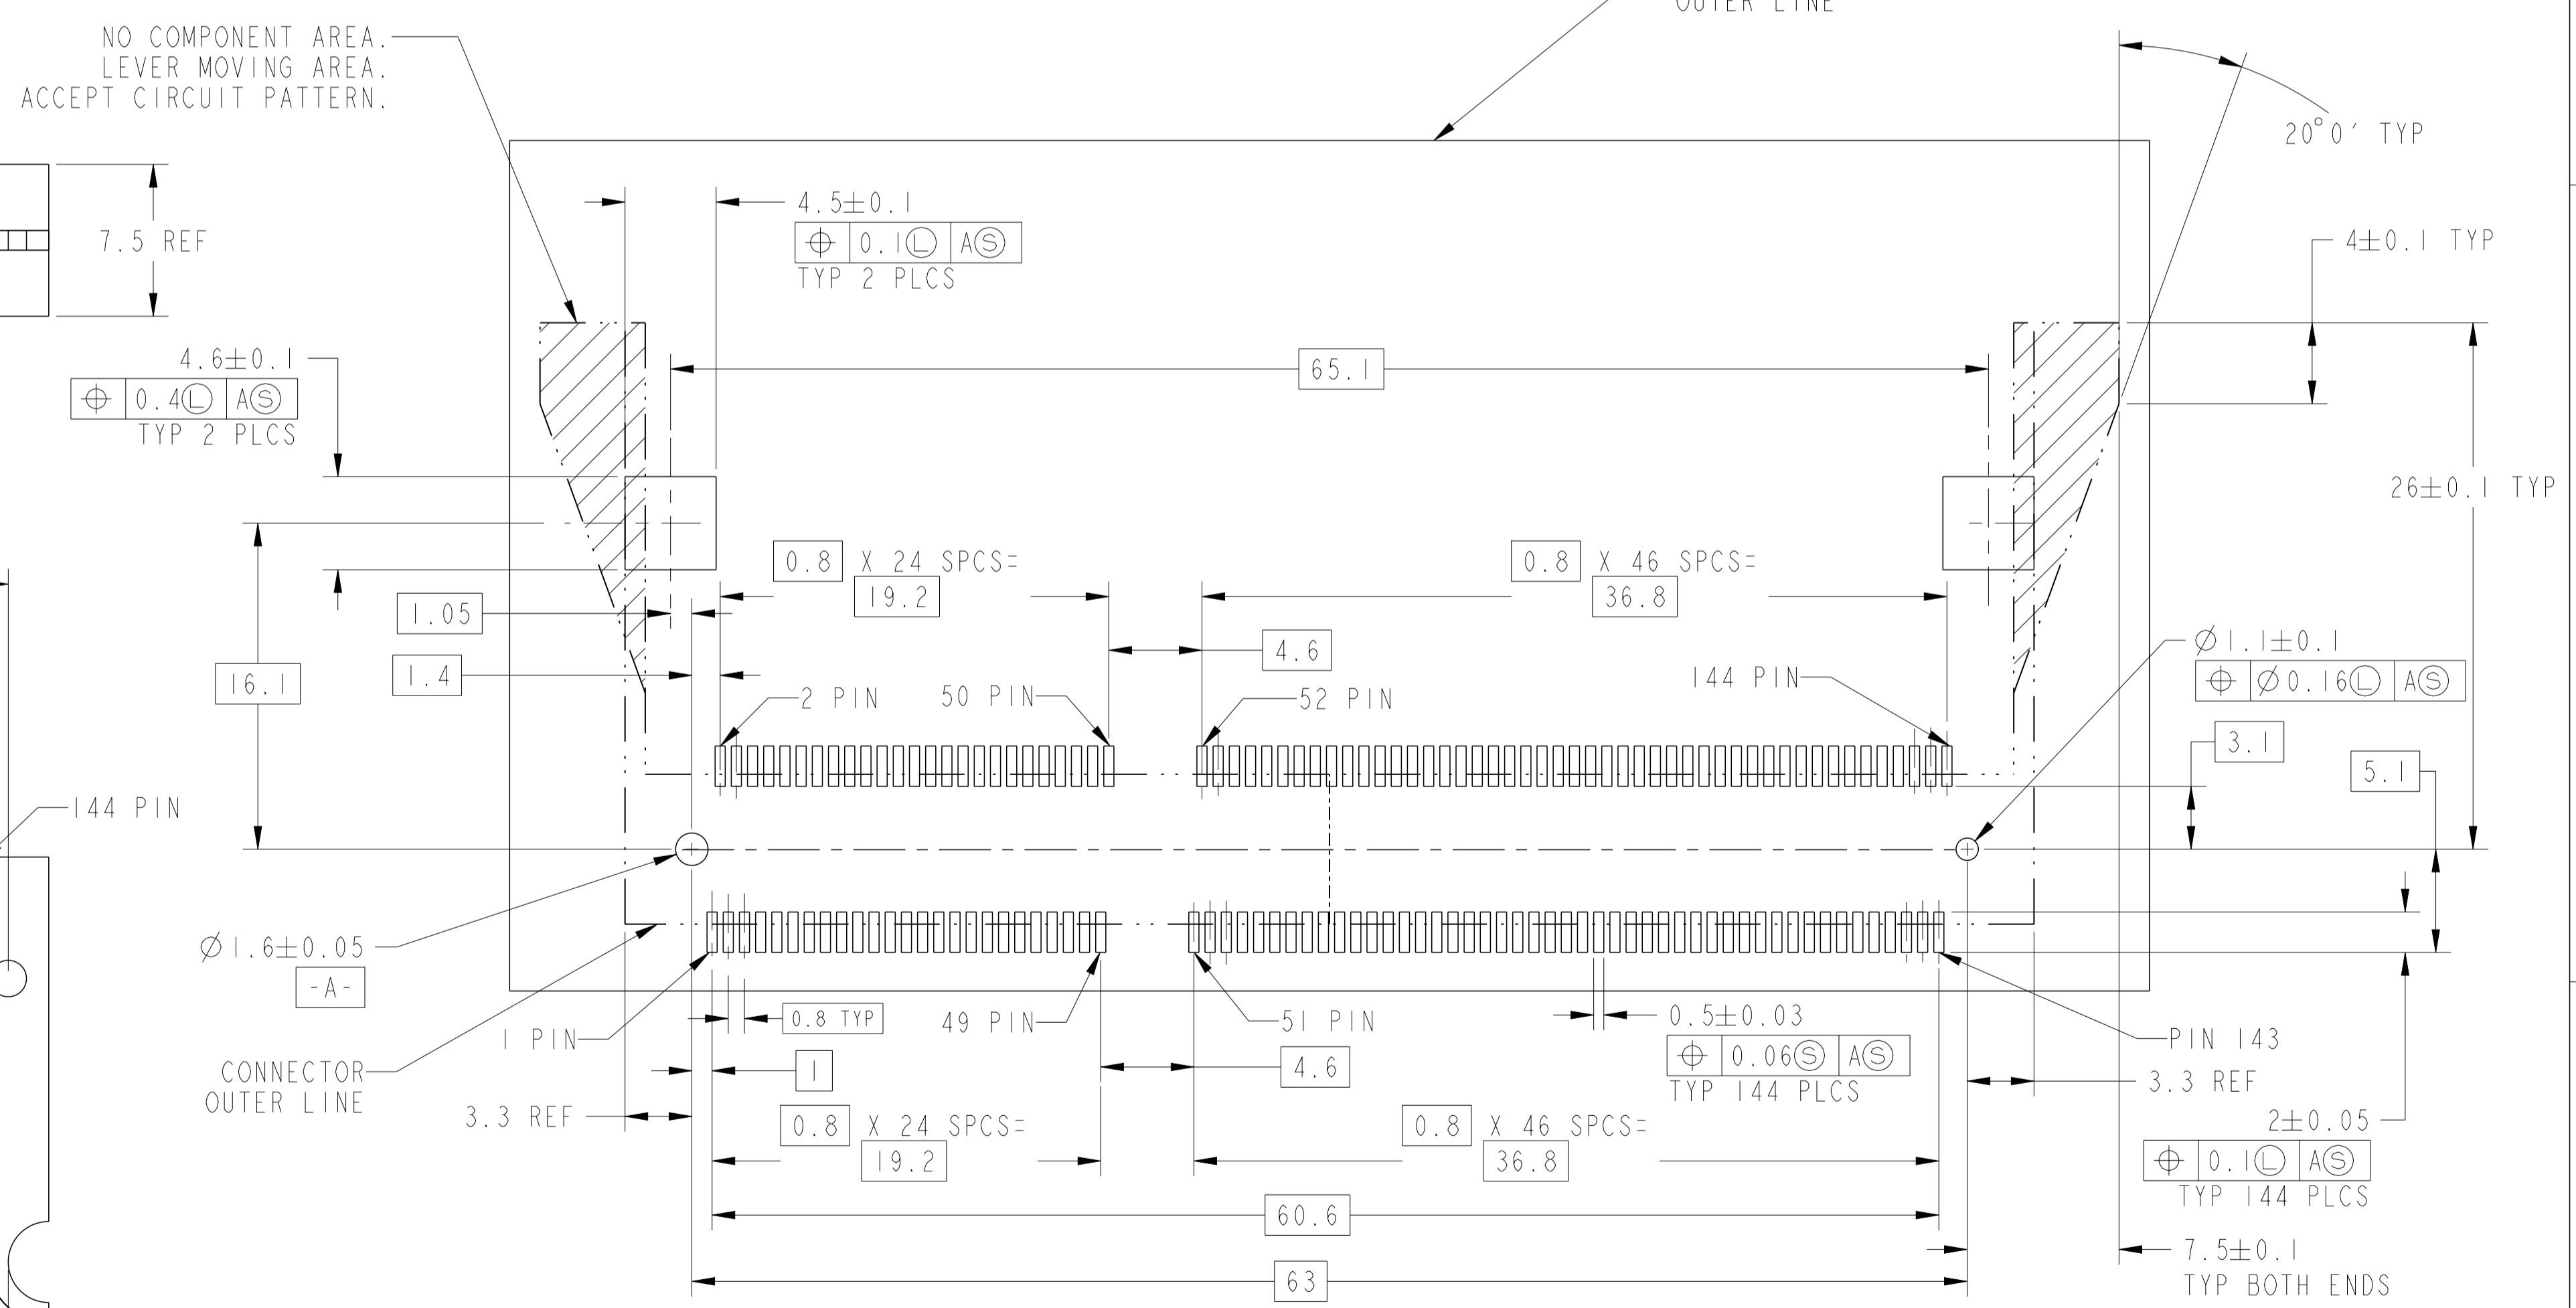 OUTER LINE
NO COMPONENT AREA.
LEVER MOVING AREA.
ACCEPT CIRCUIT PATTERN.
20°0′ TYP
4.5±0.1
⌖ 0.1Ⓛ AⓈ
TYP 2 PLCS
7.5 REF
4±0.1 TYP
4.6±0.1
⌖ 0.4Ⓛ AⓈ
TYP 2 PLCS
65.1
26±0.1 TYP
0.8 X 24 SPCS=
19.2
0.8 X 46 SPCS=
36.8
1.05
4.6
16.1
1.4
2 PIN
50 PIN
52 PIN
144 PIN
Ø1.1±0.1
⌖ Ø0.16Ⓛ AⓈ
3.1
5.1
144 PIN
Ø1.6±0.05
-A-
1 PIN
0.8 TYP
49 PIN
51 PIN
0.5±0.03
⌖ 0.06Ⓢ AⓈ
TYP 144 PLCS
PIN 143
CONNECTOR
OUTER LINE
1
4.6
3.3 REF
3.3 REF
0.8 X 24 SPCS=
19.2
0.8 X 46 SPCS=
36.8
2±0.05
⌖ 0.1Ⓛ AⓈ
TYP 144 PLCS
60.6
7.5±0.1
TYP BOTH ENDS
63